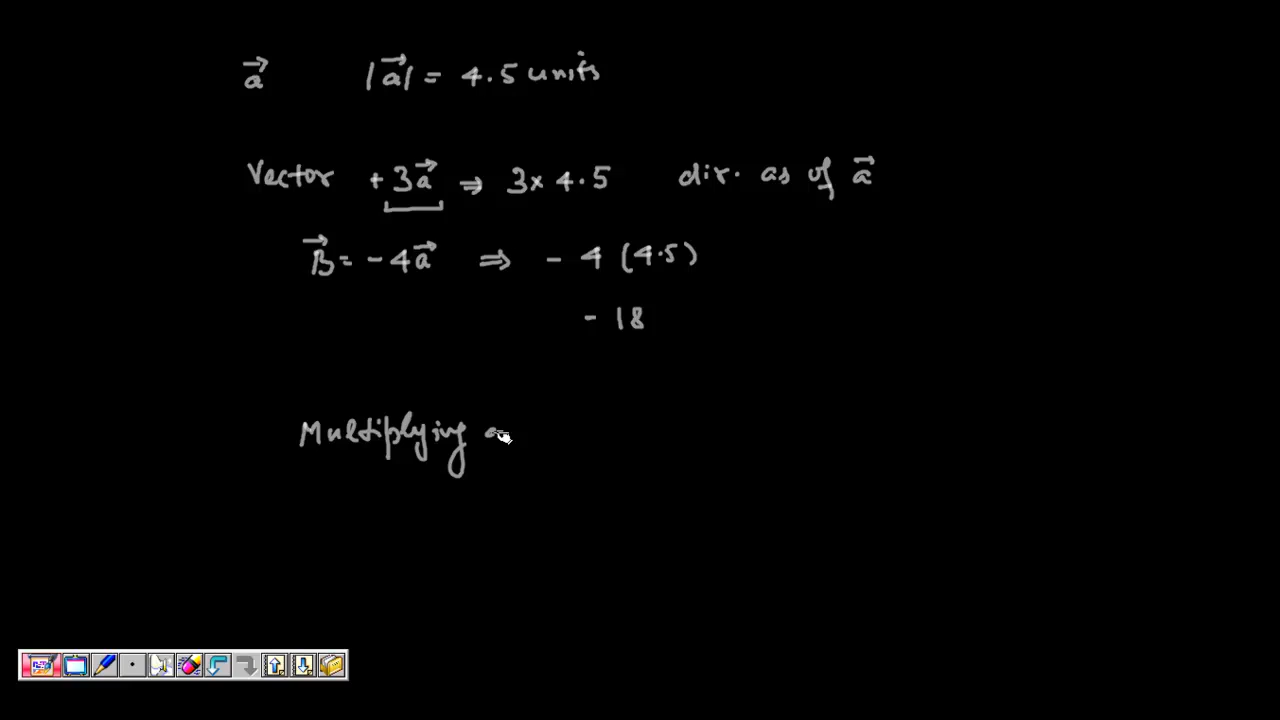 a⃗ |a⃗| = 4.5 units
Vector +3a⃗ ⇒ 3×4.5 dir. as of a⃗
B⃗ = -4a⃗ ⇒ -4(4.5)
-18
Multiplying